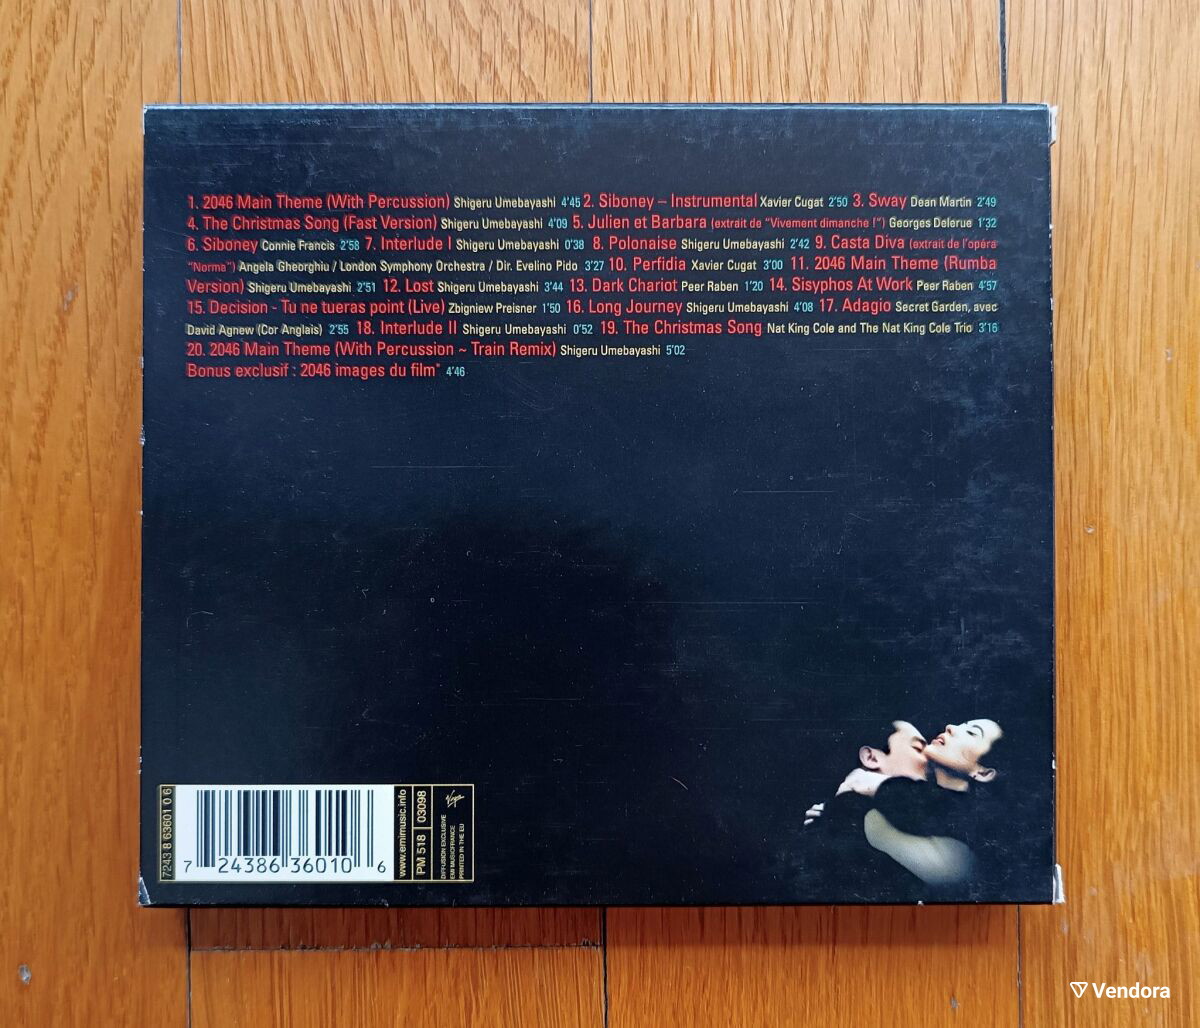 1. 2046 Main Theme (With Percussion) Shigeru Umebayashi 4'45 2. Siboney – Instrumental Xavier Cugat 2'50 3. Sway Dean Martin 2'49
4. The Christmas Song (Fast Version) Shigeru Umebayashi 4'09 5. Julien et Barbara (extrait de "Vivement dimanche !") Georges Delerue 1'32
6. Siboney Connie Francis 2'58 7. Interlude I Shigeru Umebayashi 0'38 8. Polonaise Shigeru Umebayashi 2'42 9. Casta Diva (extrait de l'opéra
"Norma") Angela Gheorghiu / London Symphony Orchestra / Dir. Evelino Pido 3'27 10. Perfidia Xavier Cugat 3'00 11. 2046 Main Theme (Rumba
Version) Shigeru Umebayashi 2'51 12. Lost Shigeru Umebayashi 3'44 13. Dark Chariot Peer Raben 1'20 14. Sisyphos At Work Peer Raben 4'57
15. Decision - Tu ne tueras point (Live) Zbigniew Preisner 1'50 16. Long Journey Shigeru Umebayashi 4'08 17. Adagio Secret Garden, avec
David Agnew (Cor Anglais) 2'55 18. Interlude II Shigeru Umebayashi 0'52 19. The Christmas Song Nat King Cole and The Nat King Cole Trio 3'16
20. 2046 Main Theme (With Percussion ~ Train Remix) Shigeru Umebayashi 5'02
Bonus exclusif : 2046 images du film" 4'46
7243 8 63601 0 6
7 24386 36010 6
www.emimusic.info
PM 518 03098
Virgin
DIFFUSION EXCLUSIVE
EMI MUSIC FRANCE
PRINTED IN THE EU
Vendora